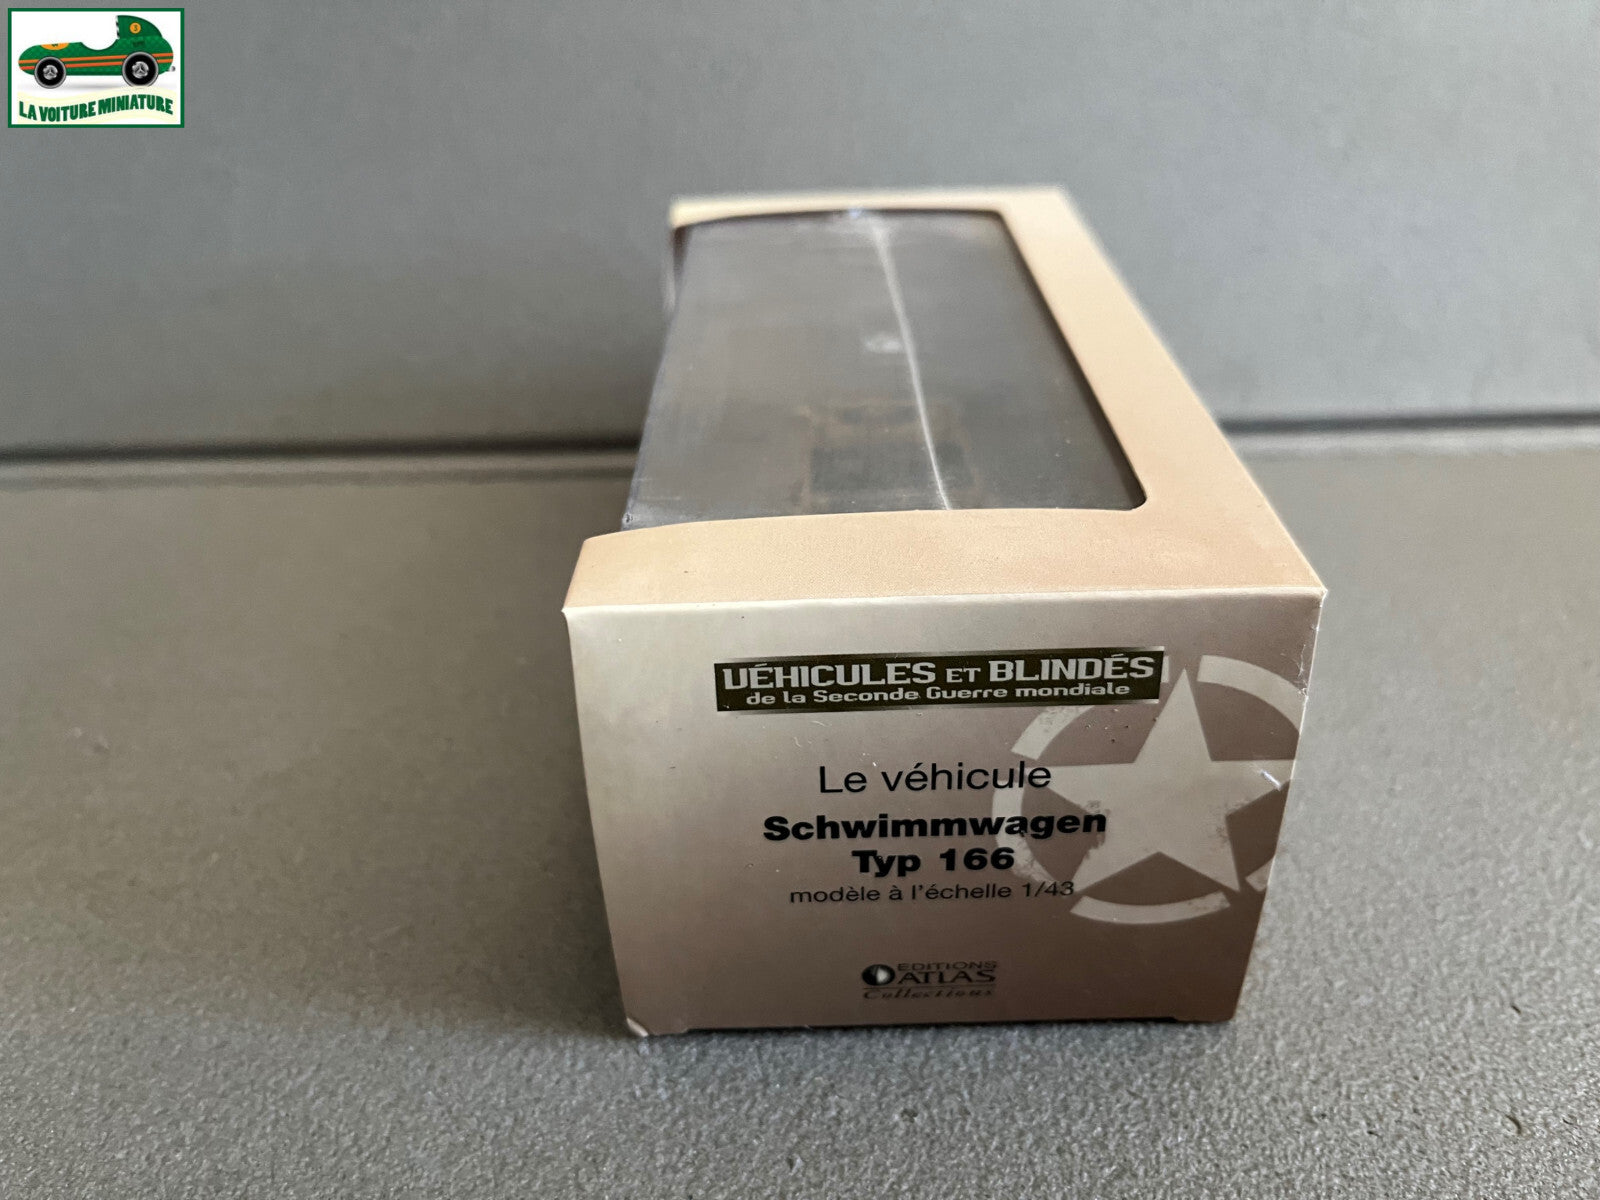 LA VOITURE MINIATURE
VÉHICULES ET BLINDÉS
de la Seconde Guerre mondiale
Le véhicule
Schwimmwagen
Typ 166
modèle à l'échelle 1/43
EDITIONS
ATLAS
Collections